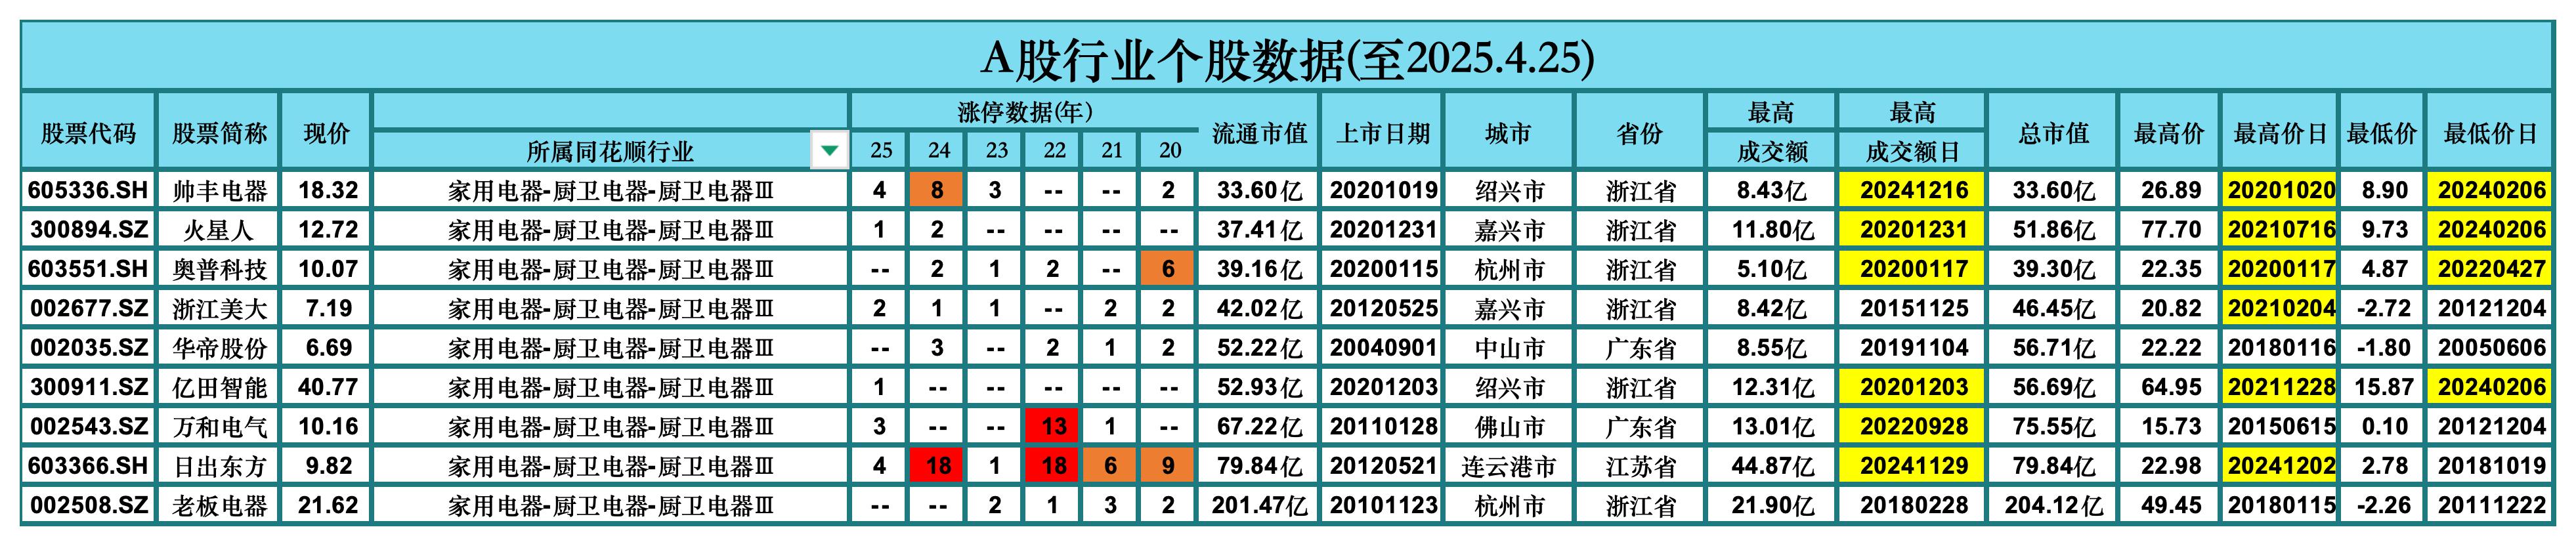 A股行业个股数据(至2025.4.25)
股票代码 股票简称 现价 所属同花顺行业 涨停数据(年) 25 24 23 22 21 20 流通市值 上市日期 城市 省份 最高成交额 最高成交额日 总市值 最高价 最高价日 最低价 最低价日
605336.SH 帅丰电器 18.32 家用电器-厨卫电器-厨卫电器Ⅲ 4 8 3 -- -- 2 33.60亿 20201019 绍兴市 浙江省 8.43亿 20241216 33.60亿 26.89 20201020 8.90 20240206
300894.SZ 火星人 12.72 家用电器-厨卫电器-厨卫电器Ⅲ 1 2 -- -- -- -- 37.41亿 20201231 嘉兴市 浙江省 11.80亿 20201231 51.86亿 77.70 20210716 9.73 20240206
603551.SH 奥普科技 10.07 家用电器-厨卫电器-厨卫电器Ⅲ -- 2 1 2 -- 6 39.16亿 20200115 杭州市 浙江省 5.10亿 20200117 39.30亿 22.35 20200117 4.87 20220427
002677.SZ 浙江美大 7.19 家用电器-厨卫电器-厨卫电器Ⅲ 2 1 1 -- 2 2 42.02亿 20120525 嘉兴市 浙江省 8.42亿 20151125 46.45亿 20.82 20210204 -2.72 20121204
002035.SZ 华帝股份 6.69 家用电器-厨卫电器-厨卫电器Ⅲ -- 3 -- 2 1 2 52.22亿 20040901 中山市 广东省 8.55亿 20191104 56.71亿 22.22 20180116 -1.80 20050606
300911.SZ 亿田智能 40.77 家用电器-厨卫电器-厨卫电器Ⅲ 1 -- -- -- -- -- 52.93亿 20201203 绍兴市 浙江省 12.31亿 20201203 56.69亿 64.95 20211228 15.87 20240206
002543.SZ 万和电气 10.16 家用电器-厨卫电器-厨卫电器Ⅲ 3 -- -- 13 1 -- 67.22亿 20110128 佛山市 广东省 13.01亿 20220928 75.55亿 15.73 20150615 0.10 20121204
603366.SH 日出东方 9.82 家用电器-厨卫电器-厨卫电器Ⅲ 4 18 1 18 6 9 79.84亿 20120521 连云港市 江苏省 44.87亿 20241129 79.84亿 22.98 20241202 2.78 20181019
002508.SZ 老板电器 21.62 家用电器-厨卫电器-厨卫电器Ⅲ -- -- 2 1 3 2 201.47亿 20101123 杭州市 浙江省 21.90亿 20180228 204.12亿 49.45 20180115 -2.26 20111222